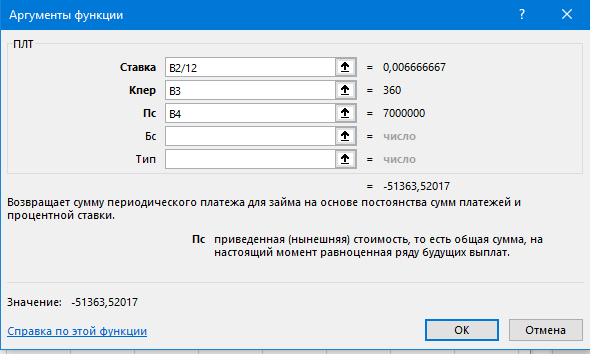 Аргументы функции ?
ПЛТ
Ставка B2/12 = 0,006666667
Кпер B3 = 360
Пс B4 = 7000000
Бс = число
Тип = число
= -51363,52017
Возвращает сумму периодического платежа для займа на основе постоянства сумм платежей и
процентной ставки.
Пс приведенная (нынешняя) стоимость, то есть общая сумма, на
настоящий момент равноценная ряду будущих выплат.
Значение: -51363,52017
Справка по этой функции ОК Отмена